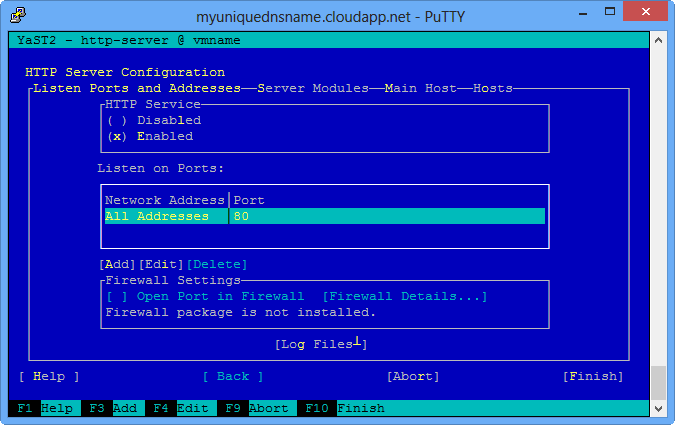 myuniquednsname.cloudapp.net - PuTTY
YaST2 - http-server @ vmname
HTTP Server Configuration
Listen Ports and Addresses──Server Modules──Main Host──Hosts
HTTP Service
( ) Disabled
(x) Enabled
Listen on Ports:
Network Address│Port
All Addresses │80
[Add][Edit][Delete]
Firewall Settings
[ ] Open Port in Firewall [Firewall Details...]
Firewall package is not installed.
[Log Files┴]
[ Help ] [ Back ] [Abort] [Finish]
F1 Help F3 Add F4 Edit F9 Abort F10 Finish